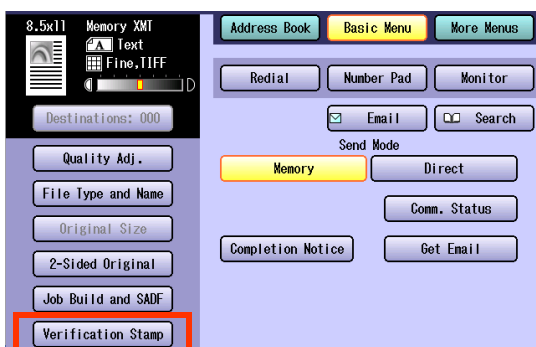 8.5x11 Memory XMT
A Text
Fine,TIFF
D
Destinations: 000
Quality Adj.
File Type and Name
Original Size
2-Sided Original
Job Build and SADF
Verification Stamp
Address Book Basic Menu More Menus
Redial Number Pad Monitor
Email Search
Send Mode
Memory Direct
Comm. Status
Completion Notice Get Email